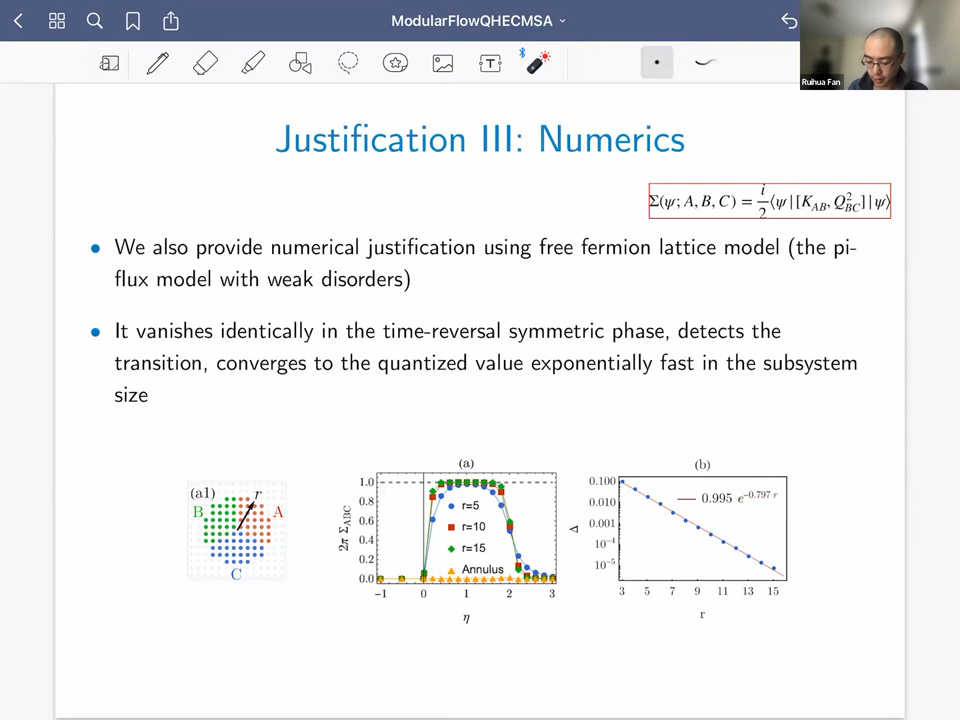 ModularFlowQHECMSA
Ruihua Fan
Justification III: Numerics
Σ(ψ; A, B, C) = i/2 ⟨ψ | [K_AB, Q²_BC] | ψ⟩
• We also provide numerical justification using free fermion lattice model (the pi-
flux model with weak disorders)
• It vanishes identically in the time-reversal symmetric phase, detects the
transition, converges to the quantized value exponentially fast in the subsystem
size
(a1)
r
B
A
C
(a)
2π Σ_ABC
1.0
0.8
0.6
0.4
0.2
0.0
r=5
r=10
r=15
Annulus
−1 0 1 2 3
η
(b)
Δ
0.100
0.010
0.001
10⁻⁴
10⁻⁵
0.995 e^−0.797 r
3 5 7 9 11 13 15
r